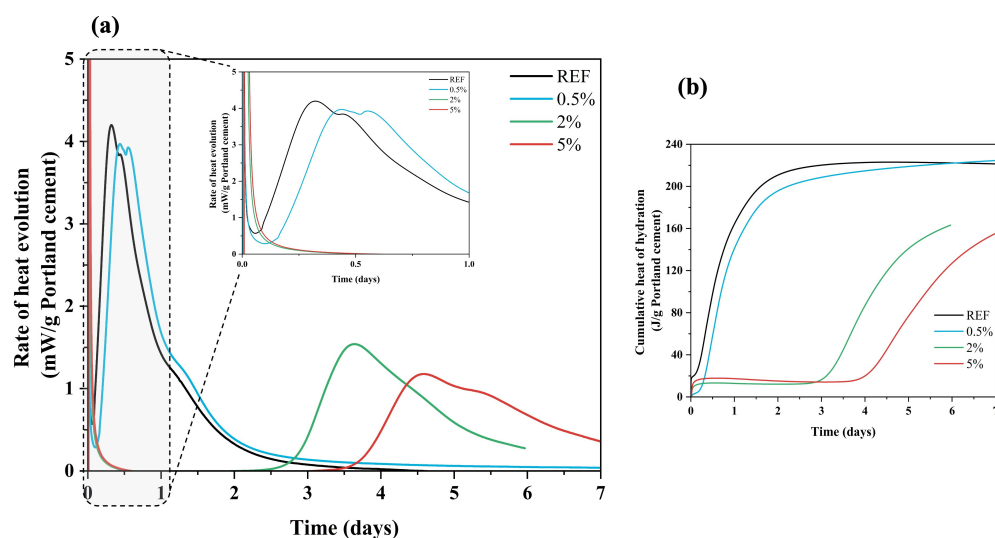 (a)
5
4
3
2
1
0
Rate of heat evolution
(mW/g Portland cement)
0 1 2 3 4 5 6 7
Time (days)
REF
0.5%
2%
5%
5
4
3
2
1
0
Rate of heat evolution
(mW/g Portland cement)
0.0 0.5 1.0
Time (days)
REF
0.5%
2%
5%
(b)
240
200
160
120
80
40
0
Cumulative heat of hydration
(J/g Portland cement)
0 1 2 3 4 5 6 7
Time (days)
REF
0.5%
2%
5%